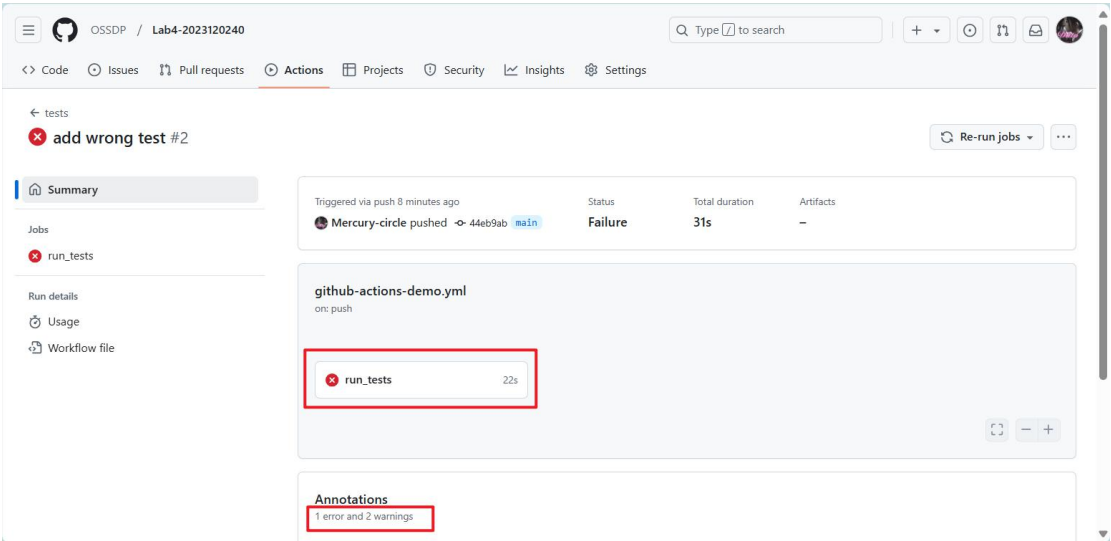 OSSDP / Lab4-2023120240
Type / to search
<> Code Issues Pull requests Actions Projects Security Insights Settings
← tests
add wrong test #2
Re-run jobs
Summary
Jobs
run_tests
Run details
Usage
Workflow file
Triggered via push 8 minutes ago
Mercury-circle pushed 44eb9ab main
Status
Failure
Total duration
31s
Artifacts
–
github-actions-demo.yml
on: push
run_tests 22s
Annotations
1 error and 2 warnings